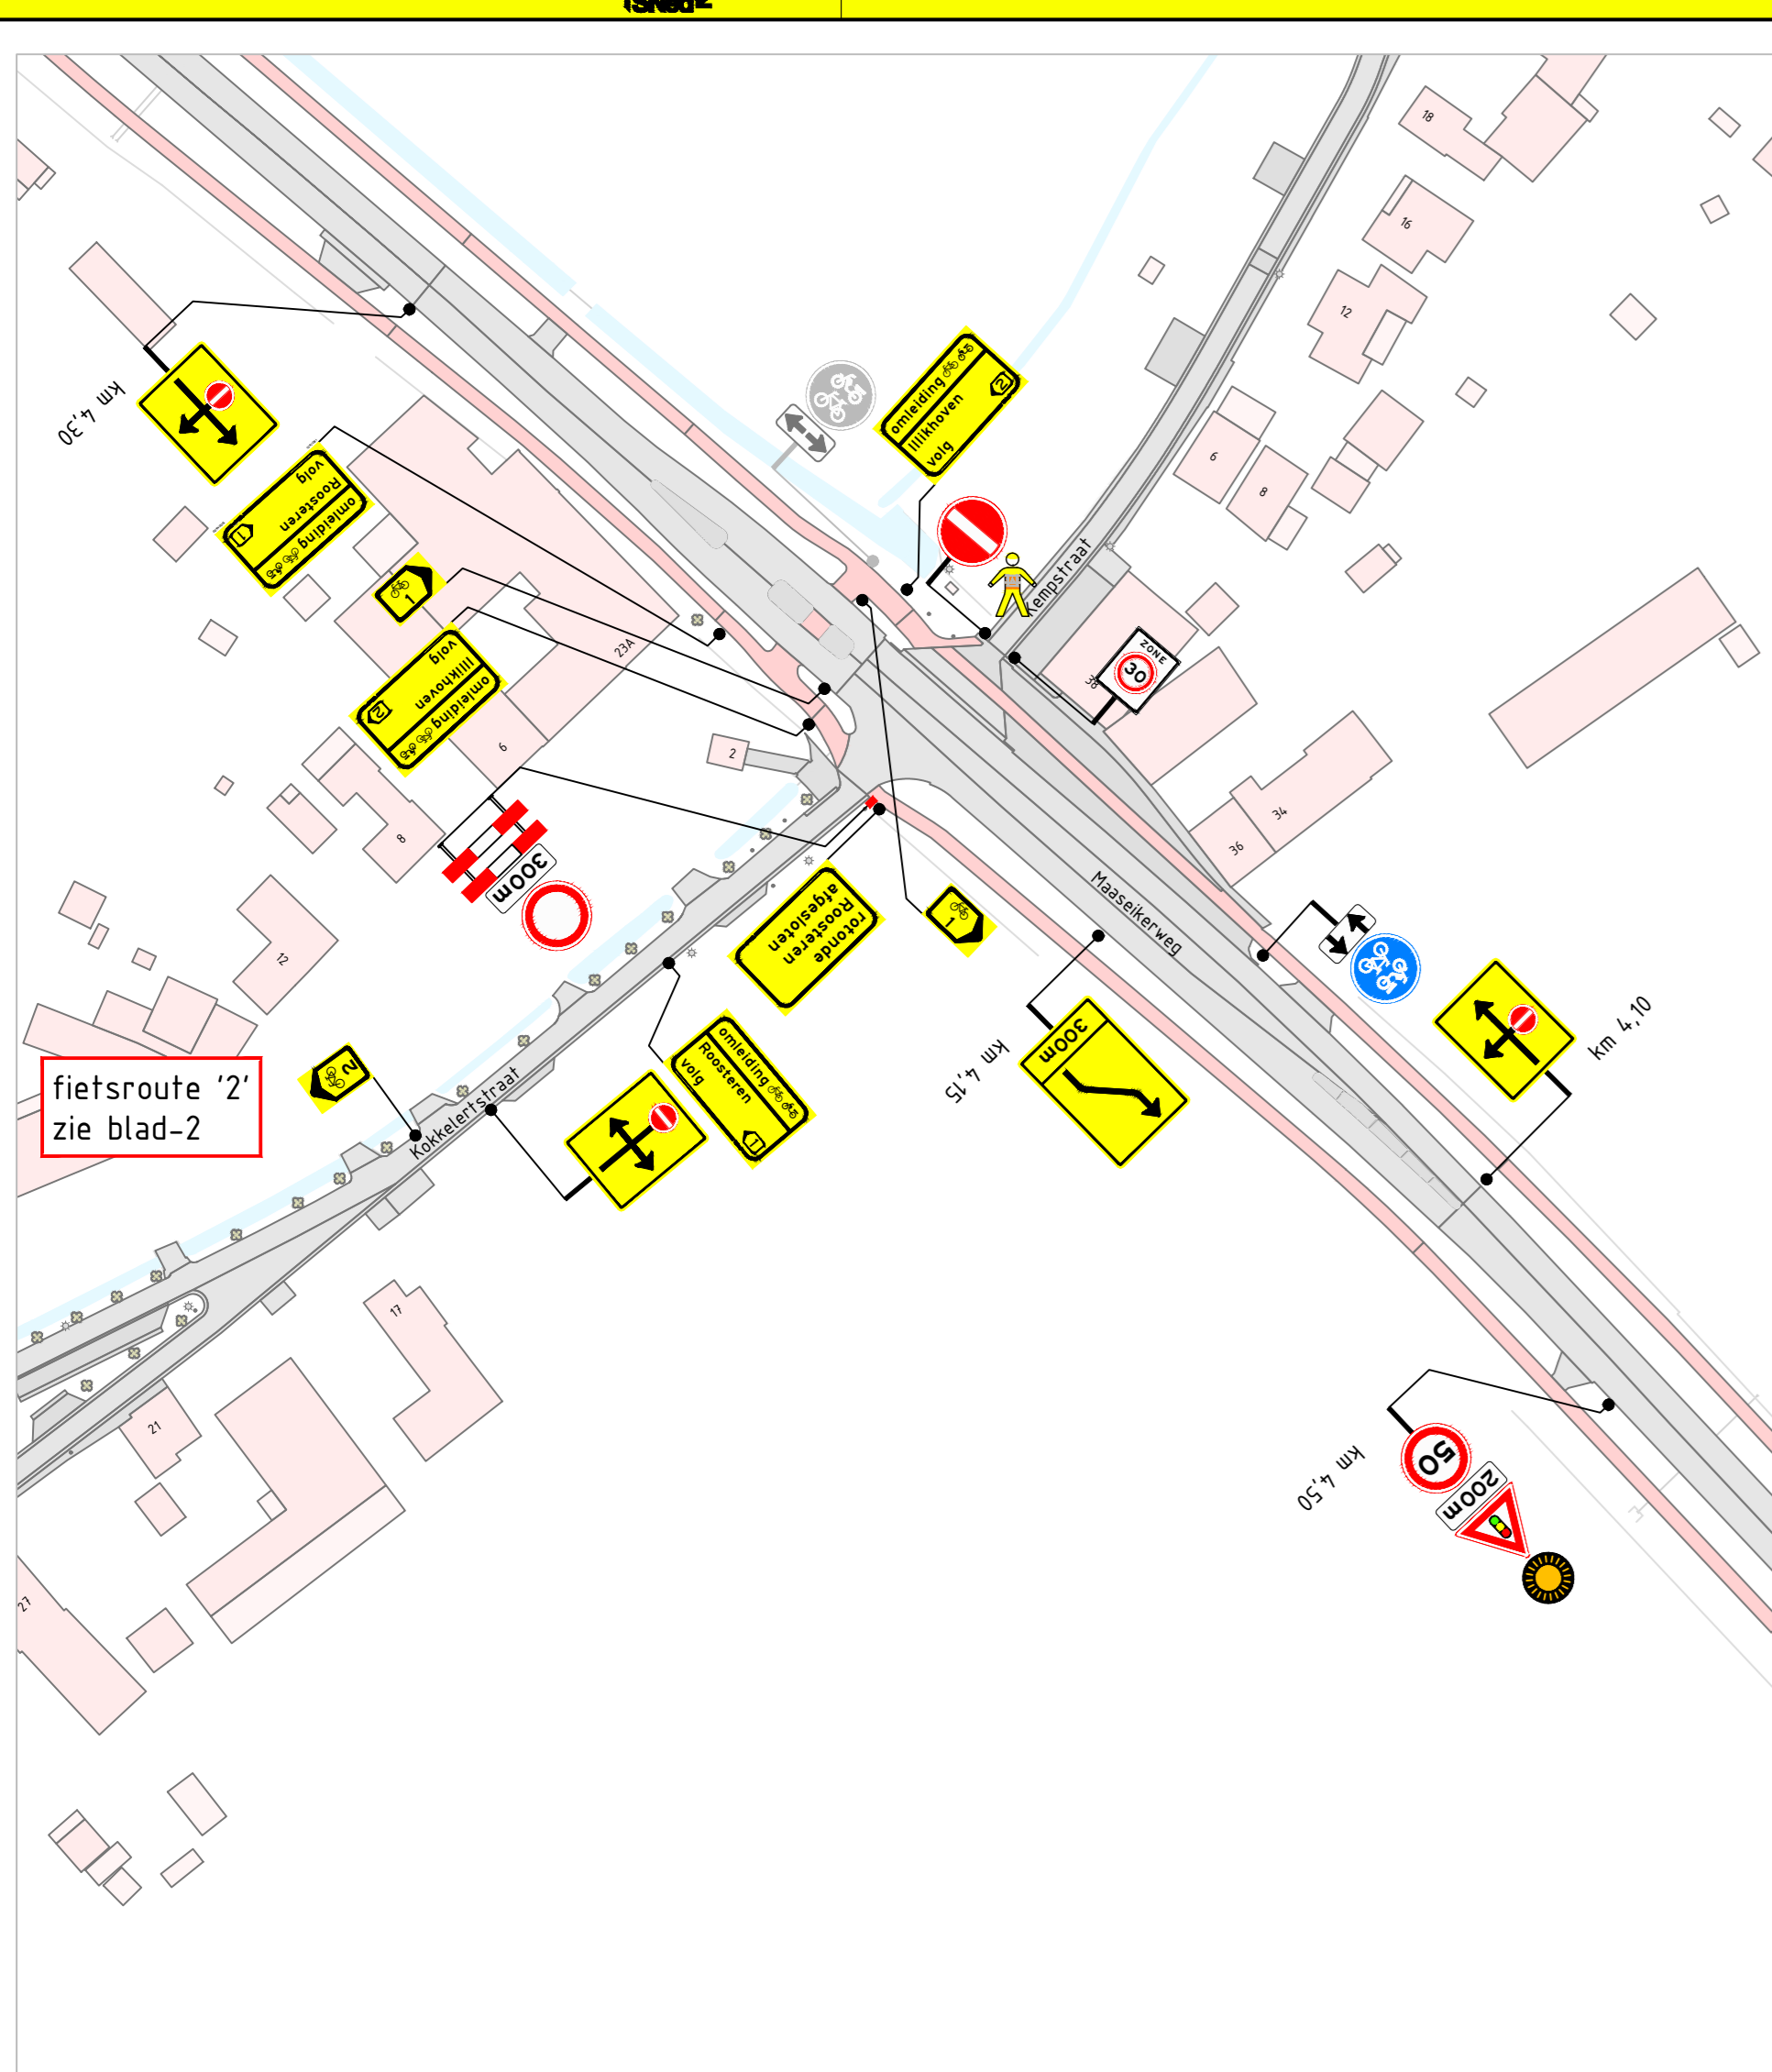 18
16
12
6
8
km 4,30
omleiding
Illikhoven
volg
2
omleiding
Roosteren
volg
1
1
Kempstraat
ZONE
30
38
23A
omleiding
Illikhoven
volg
2
6
2
8
34
36
300m
Maaseikerweg
rotonde
Roosteren
afgesloten
1
12
km 4,10
km 4,15
300m
fietsroute '2'
zie blad-2
2
Kokkelertstraat
omleiding
Roosteren
volg
1
17
21
km 4,50
50
200m
27